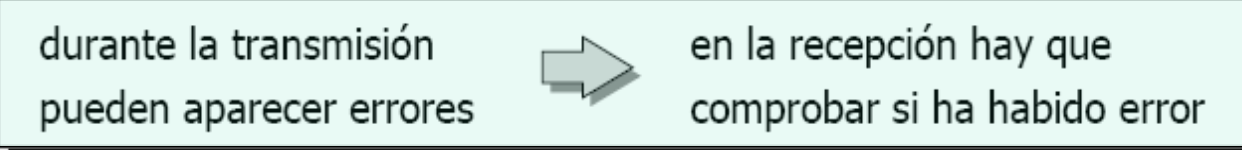 durante la transmisión
pueden aparecer errores
en la recepción hay que
comprobar si ha habido error